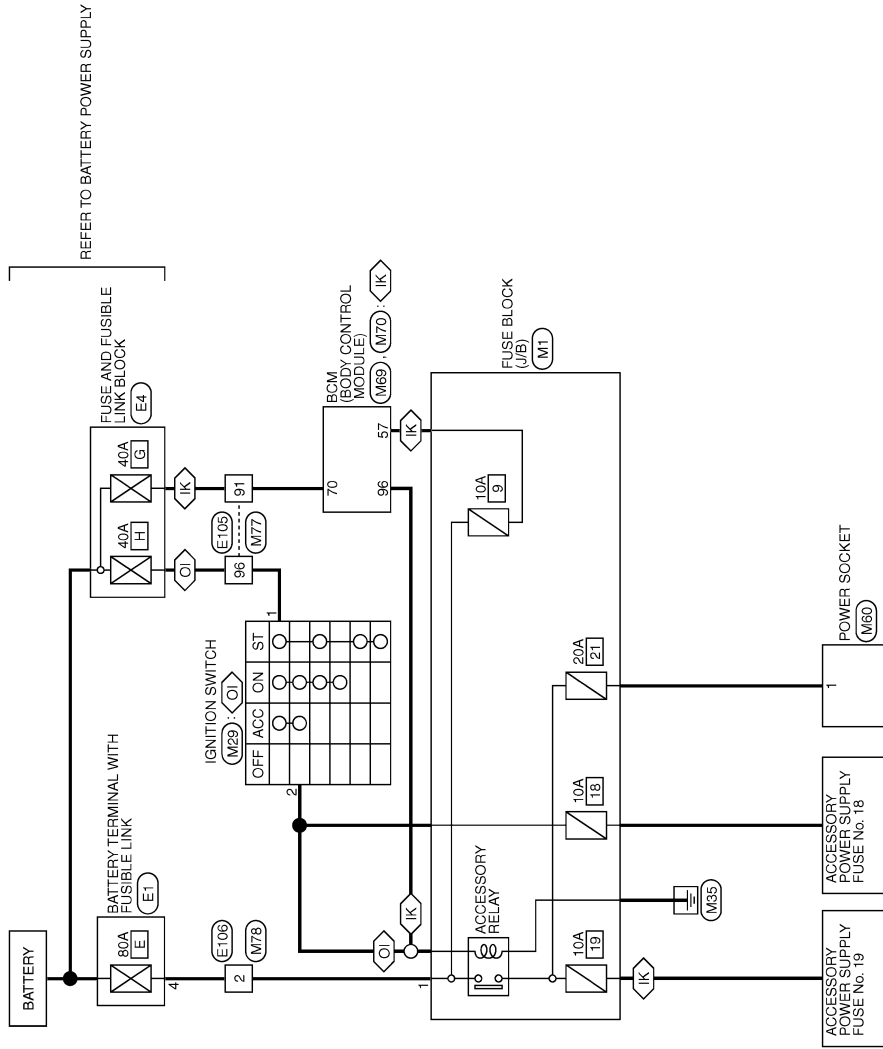 REFER TO BATTERY POWER SUPPLY
BATTERY
BATTERY TERMINAL WITH
FUSIBLE LINK
E1
80A
E
4
FUSE AND FUSIBLE
LINK BLOCK
E4
40A
H
40A
G
OI
IK
E106
2
M78
E105
96
91
M77
IGNITION SWITCH
M29 : OI
OFF
ACC
ON
ST
1
2
BCM
(BODY CONTROL
MODULE)
M69 , M70 : IK
70
96
57
IK
IK
OI
1
FUSE BLOCK
(J/B)
M1
ACCESSORY
RELAY
10A
9
10A
19
10A
18
20A
21
IK
M35
ACCESSORY
POWER SUPPLY
FUSE No. 19
ACCESSORY
POWER SUPPLY
FUSE No. 18
POWER SOCKET
M60
1